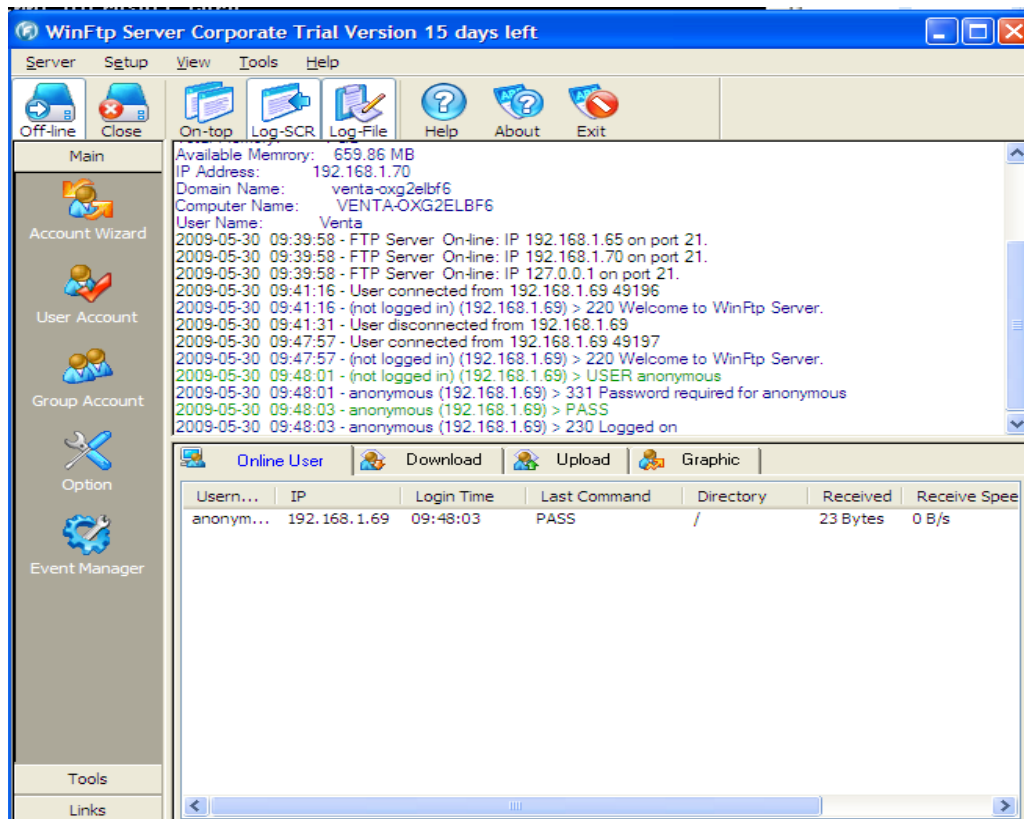 WinFtp Server Corporate Trial Version 15 days left
Server Setup View Tools Help
Off-line Close On-top Log-SCR Log-File Help About Exit
Main
Account Wizard
User Account
Group Account
Option
Event Manager
Tools
Links
Available Memrory: 659.86 MB
IP Address: 192.168.1.70
Domain Name: venta-oxg2elbf6
Computer Name: VENTA-OXG2ELBF6
User Name: Venta
2009-05-30 09:39:58 - FTP Server On-line: IP 192.168.1.65 on port 21.
2009-05-30 09:39:58 - FTP Server On-line: IP 192.168.1.70 on port 21.
2009-05-30 09:39:58 - FTP Server On-line: IP 127.0.0.1 on port 21.
2009-05-30 09:41:16 - User connected from 192.168.1.69 49196
2009-05-30 09:41:16 - (not logged in) (192.168.1.69) > 220 Welcome to WinFtp Server.
2009-05-30 09:41:31 - User disconnected from 192.168.1.69
2009-05-30 09:47:57 - User connected from 192.168.1.69 49197
2009-05-30 09:47:57 - (not logged in) (192.168.1.69) > 220 Welcome to WinFtp Server.
2009-05-30 09:48:01 - (not logged in) (192.168.1.69) > USER anonymous
2009-05-30 09:48:01 - anonymous (192.168.1.69) > 331 Password required for anonymous
2009-05-30 09:48:03 - anonymous (192.168.1.69) > PASS
2009-05-30 09:48:03 - anonymous (192.168.1.69) > 230 Logged on
Online User Download Upload Graphic
Usern... IP Login Time Last Command Directory Received Receive Spee
anonym... 192.168.1.69 09:48:03 PASS / 23 Bytes 0 B/s